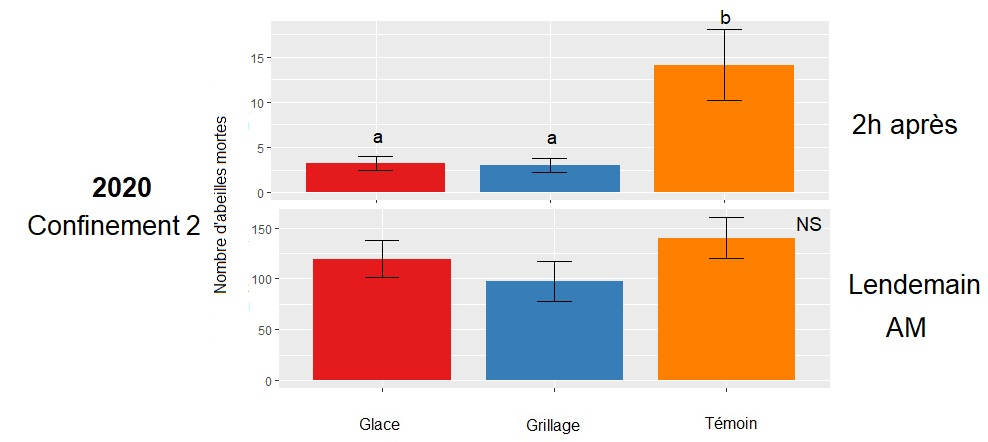 2020
Confinement 2
Nombre d'abeilles mortes
15
10
5
0
a
a
b
2h après
150
100
50
0
NS
Lendemain
AM
Glace
Grillage
Témoin